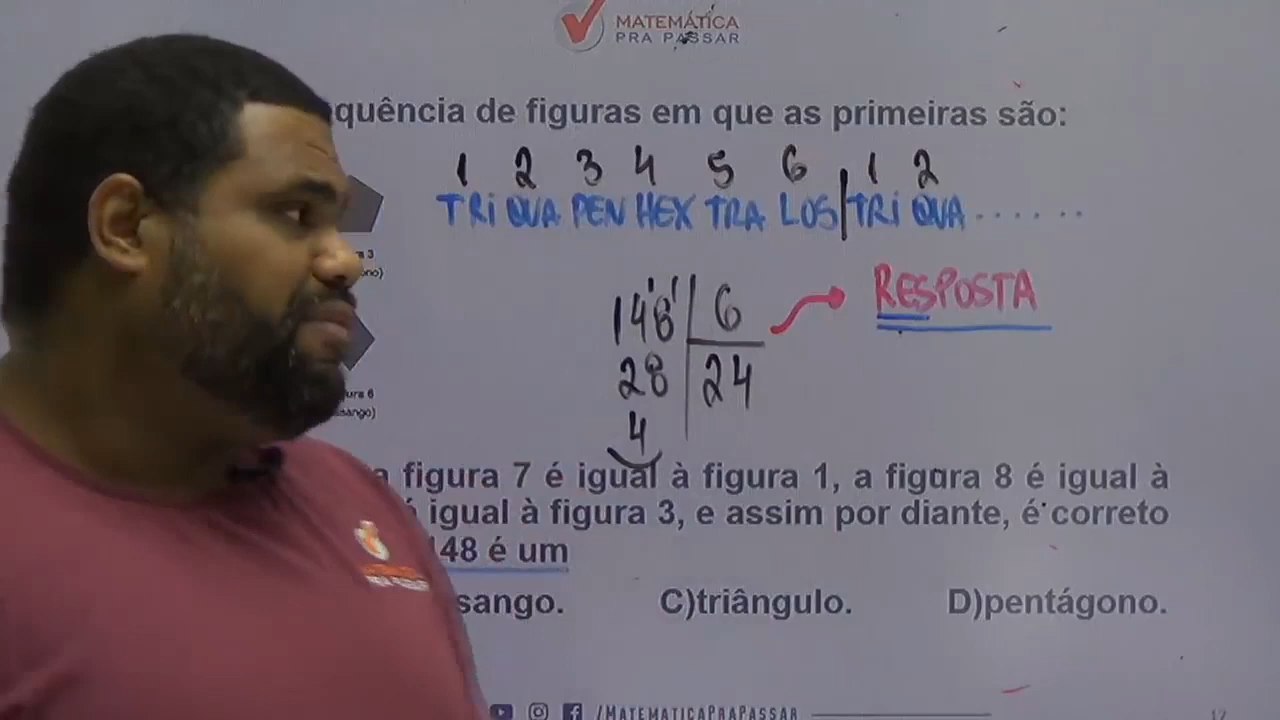 MATEMÁTICA
PRA PASSAR
quência de figuras em que as primeiras são:
1 2 3 4 5 6 1 2
TRI QUA PEN HEX TRA LOS TRI QUA ......
148 6
28 24
4
RESPOSTA
a figura 7 é igual à figura 1, a figura 8 é igual à
igual à figura 3, e assim por diante, é correto
48 é um
sango. C)triângulo. D)pentágono.
/MATEMATICAPRAPASSAR